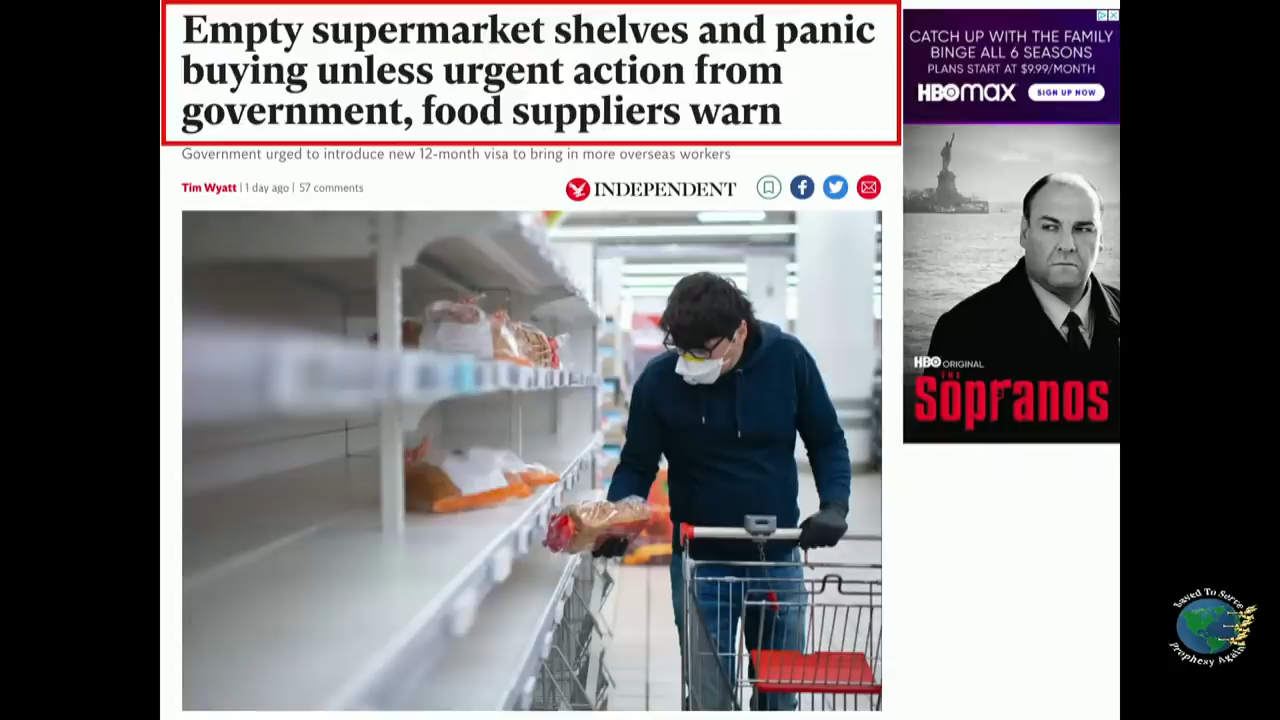 Empty supermarket shelves and panic
buying unless urgent action from
government, food suppliers warn
Government urged to introduce new 12-month visa to bring in more overseas workers
Tim Wyatt | 1 day ago | 57 comments
INDEPENDENT
CATCH UP WITH THE FAMILY
BINGE ALL 6 SEASONS
PLANS START AT $9.99/MONTH
HBOMAX
SIGN UP NOW
HBO ORIGINAL
THE
Sopranos
Saved To Serve
Prophesy Again